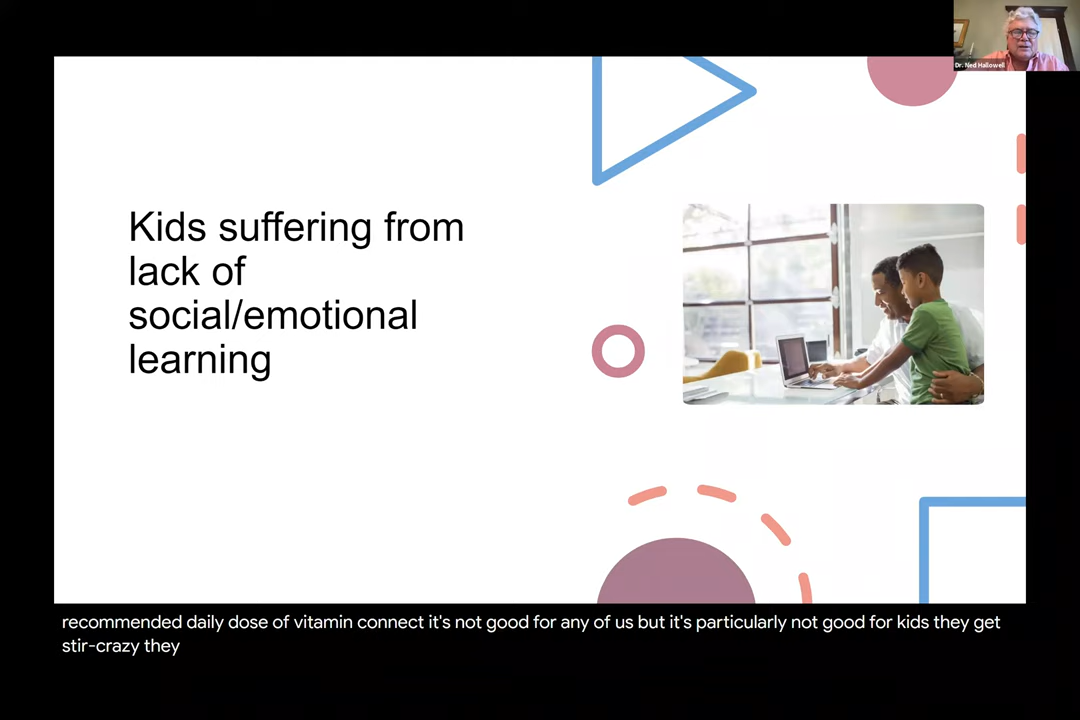 Dr. Ned Hallowell
Kids suffering from
lack of
social/emotional
learning
recommended daily dose of vitamin connect it's not good for any of us but it's particularly not good for kids they get
stir-crazy they